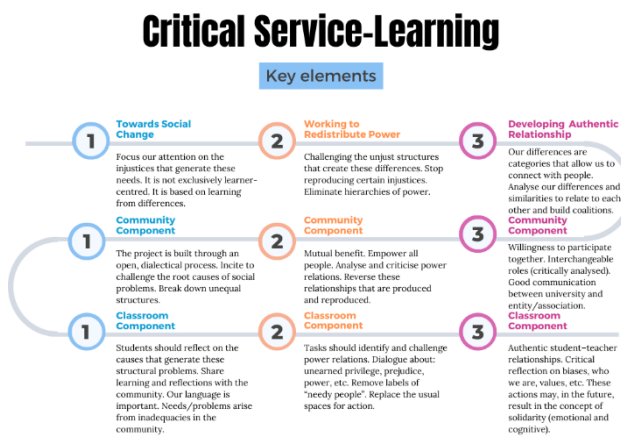 Critical Service-Learning
Key elements
1
Towards Social
Change
Focus our attention on the
injustices that generate these
needs. It is not exclusively learner-
centred. It is based on learning
from differences.
2
Working to
Redistribute Power
Challenging the unjust structures
that create these differences. Stop
reproducing certain injustices.
Eliminate hierarchies of power.
3
Developing Authentic
Relationship
Our differences are
categories that allow us to
connect with people.
Analyse our differences and
similarities to relate to each
other and build coalitions.
1
Community
Component
The project is built through an
open, dialectical process. Incite to
challenge the root causes of social
problems. Break down unequal
structures.
2
Community
Component
Mutual benefit. Empower all
people. Analyse and criticise power
relations. Reverse these
relationships that are produced
and reproduced.
3
Community
Component
Willingness to participate
together. Interchangeable
roles (critically analysed).
Good communication
between university and
entity/association.
1
Classroom
Component
Students should reflect on the
causes that generate these
structural problems. Share
learning and reflections with the
community. Our language is
important. Needs/problems arise
from inadequacies in the
community.
2
Classroom
Component
Tasks should identify and challenge
power relations. Dialogue about:
unearned privilege, prejudice,
power, etc. Remove labels of
“needy people”. Replace the usual
spaces for action.
3
Classroom
Component
Authentic student–teacher
relationships. Critical
reflection on biases, who
we are, values, etc. These
actions may, in the future,
result in the concept of
solidarity (emotional and
cognitive).